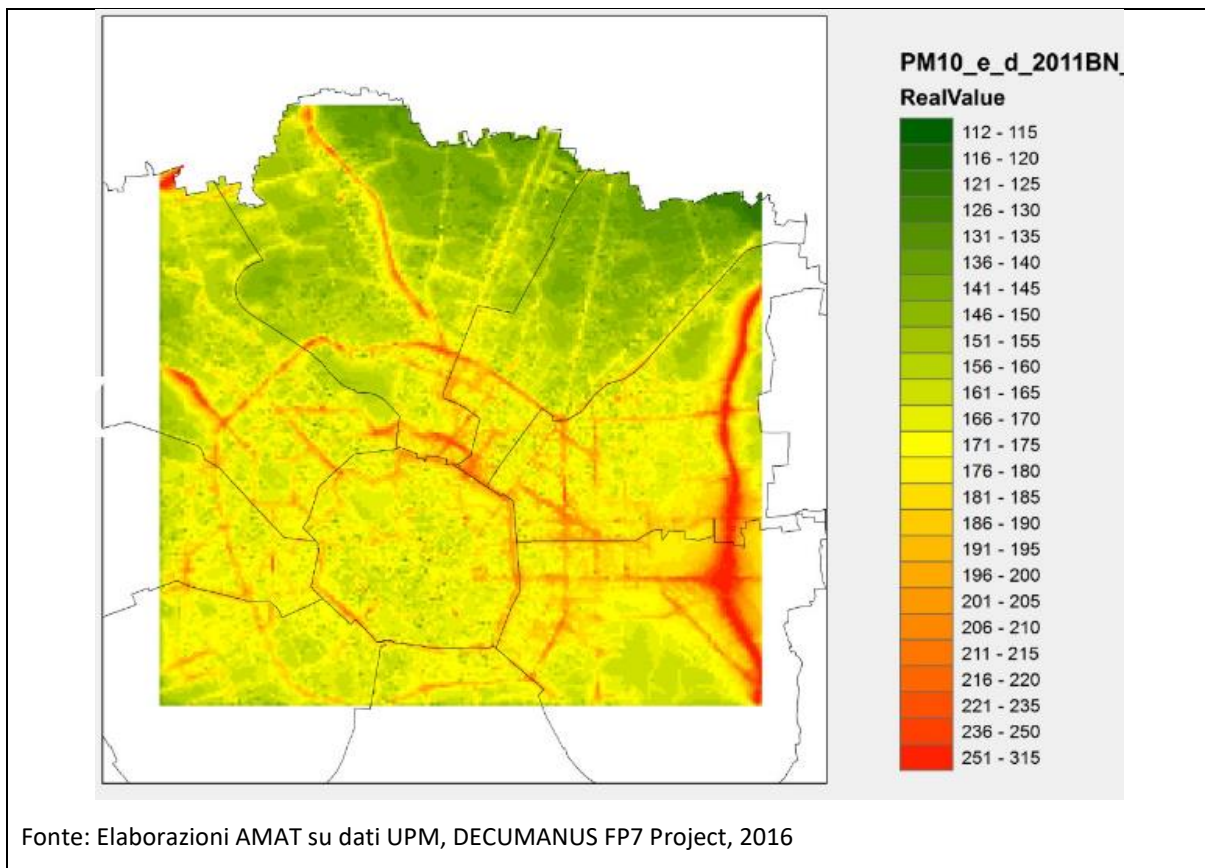 PM10_e_d_2011BN_
RealValue
112 - 115
116 - 120
121 - 125
126 - 130
131 - 135
136 - 140
141 - 145
146 - 150
151 - 155
156 - 160
161 - 165
166 - 170
171 - 175
176 - 180
181 - 185
186 - 190
191 - 195
196 - 200
201 - 205
206 - 210
211 - 215
216 - 220
221 - 235
236 - 250
251 - 315
Fonte: Elaborazioni AMAT su dati UPM, DECUMANUS FP7 Project, 2016